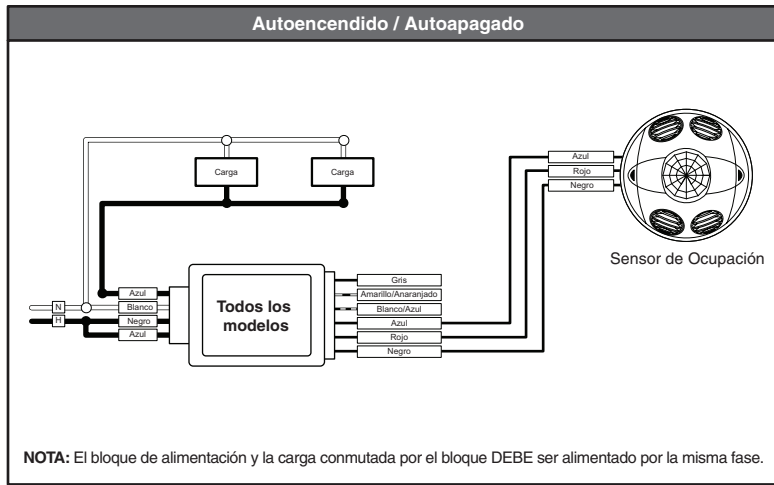 Autoencendido / Autoapagado
Carga
Carga
Azul
Rojo
Negro
Sensor de Ocupación
N
H
Azul
Blanco
Negro
Azul
Todos los
modelos
Gris
Amarillo/Anaranjado
Blanco/Azul
Azul
Rojo
Negro
NOTA: El bloque de alimentación y la carga conmutada por el bloque DEBE ser alimentado por la misma fase.